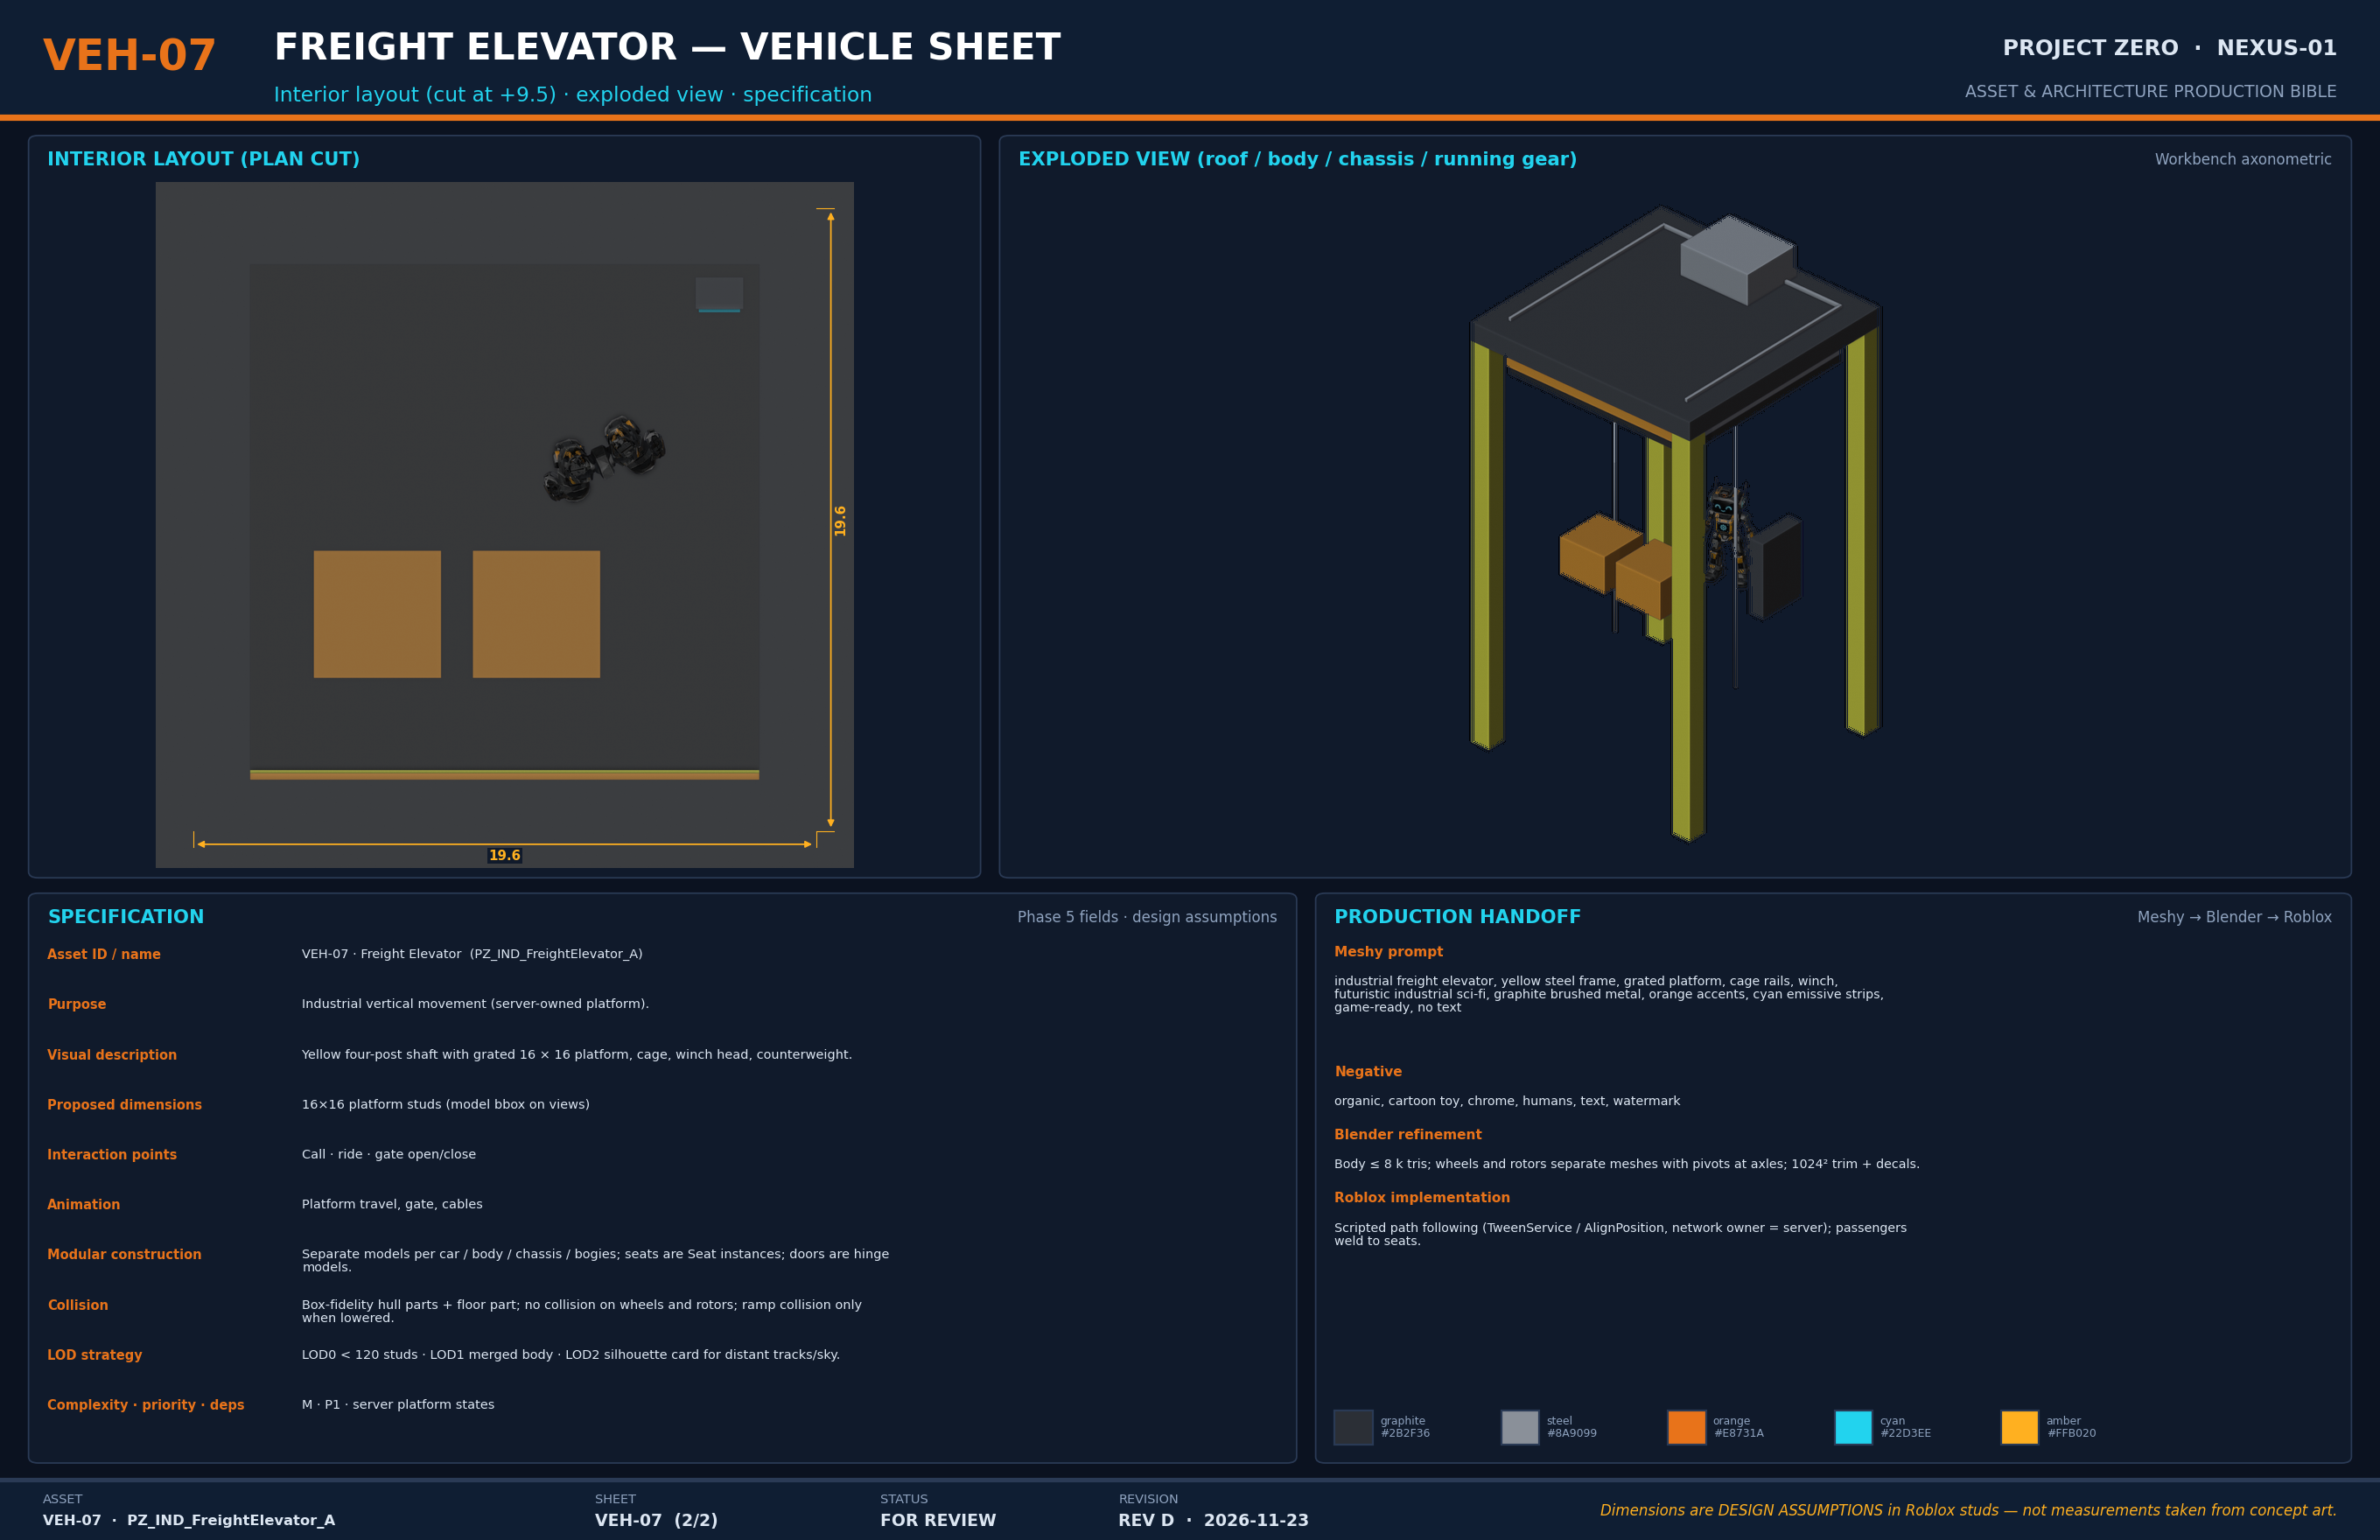 VEH-07
FREIGHT ELEVATOR — VEHICLE SHEET
Interior layout (cut at +9.5) · exploded view · specification
PROJECT ZERO · NEXUS-01
ASSET & ARCHITECTURE PRODUCTION BIBLE
INTERIOR LAYOUT (PLAN CUT)
19.6
19.6
EXPLODED VIEW (roof / body / chassis / running gear)
Workbench axonometric
SPECIFICATION
Phase 5 fields · design assumptions
Asset ID / name
VEH-07 · Freight Elevator (PZ_IND_FreightElevator_A)
Purpose
Industrial vertical movement (server-owned platform).
Visual description
Yellow four-post shaft with grated 16 × 16 platform, cage, winch head, counterweight.
Proposed dimensions
16×16 platform studs (model bbox on views)
Interaction points
Call · ride · gate open/close
Animation
Platform travel, gate, cables
Modular construction
Separate models per car / body / chassis / bogies; seats are Seat instances; doors are hinge
models.
Collision
Box-fidelity hull parts + floor part; no collision on wheels and rotors; ramp collision only
when lowered.
LOD strategy
LOD0 < 120 studs · LOD1 merged body · LOD2 silhouette card for distant tracks/sky.
Complexity · priority · deps
M · P1 · server platform states
PRODUCTION HANDOFF
Meshy → Blender → Roblox
Meshy prompt
industrial freight elevator, yellow steel frame, grated platform, cage rails, winch,
futuristic industrial sci-fi, graphite brushed metal, orange accents, cyan emissive strips,
game-ready, no text
Negative
organic, cartoon toy, chrome, humans, text, watermark
Blender refinement
Body ≤ 8 k tris; wheels and rotors separate meshes with pivots at axles; 1024² trim + decals.
Roblox implementation
Scripted path following (TweenService / AlignPosition, network owner = server); passengers
weld to seats.
graphite
#2B2F36
steel
#8A9099
orange
#E8731A
cyan
#22D3EE
amber
#FFB020
ASSET
VEH-07 · PZ_IND_FreightElevator_A
SHEET
VEH-07 (2/2)
STATUS
FOR REVIEW
REVISION
REV D · 2026-11-23
Dimensions are DESIGN ASSUMPTIONS in Roblox studs — not measurements taken from concept art.